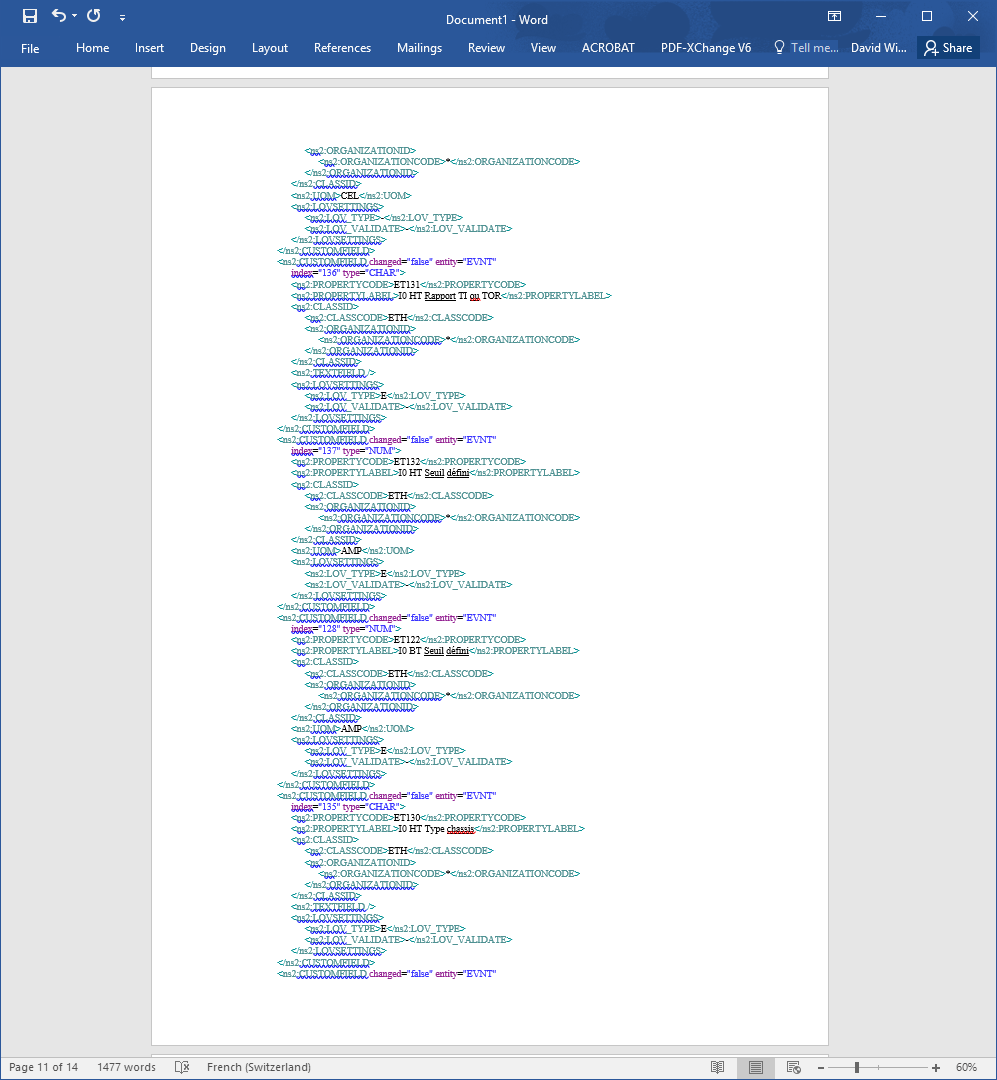 Document1 - Word
File Home Insert Design Layout References Mailings Review View ACROBAT PDF-XChange V6 Tell me... David Wi... Share
<ns2:ORGANIZATIONID>
<ns2:ORGANIZATIONCODE>*</ns2:ORGANIZATIONCODE>
</ns2:ORGANIZATIONID>
</ns2:CLASSID>
<ns2:UOM>CEL</ns2:UOM>
<ns2:LOVSETTINGS>
<ns2:LOV_TYPE>-</ns2:LOV_TYPE>
<ns2:LOV_VALIDATE>-</ns2:LOV_VALIDATE>
</ns2:LOVSETTINGS>
</ns2:CUSTOMFIELD>
<ns2:CUSTOMFIELD changed="false" entity="EVNT"
index="136" type="CHAR">
<ns2:PROPERTYCODE>ET131</ns2:PROPERTYCODE>
<ns2:PROPERTYLABEL>I0 HT Rapport TI ou TOR</ns2:PROPERTYLABEL>
<ns2:CLASSID>
<ns2:CLASSCODE>ETH</ns2:CLASSCODE>
<ns2:ORGANIZATIONID>
<ns2:ORGANIZATIONCODE>*</ns2:ORGANIZATIONCODE>
</ns2:ORGANIZATIONID>
</ns2:CLASSID>
<ns2:TEXTFIELD />
<ns2:LOVSETTINGS>
<ns2:LOV_TYPE>E</ns2:LOV_TYPE>
<ns2:LOV_VALIDATE>-</ns2:LOV_VALIDATE>
</ns2:LOVSETTINGS>
</ns2:CUSTOMFIELD>
<ns2:CUSTOMFIELD changed="false" entity="EVNT"
index="137" type="NUM">
<ns2:PROPERTYCODE>ET132</ns2:PROPERTYCODE>
<ns2:PROPERTYLABEL>I0 HT Seuil défini</ns2:PROPERTYLABEL>
<ns2:CLASSID>
<ns2:CLASSCODE>ETH</ns2:CLASSCODE>
<ns2:ORGANIZATIONID>
<ns2:ORGANIZATIONCODE>*</ns2:ORGANIZATIONCODE>
</ns2:ORGANIZATIONID>
</ns2:CLASSID>
<ns2:UOM>AMP</ns2:UOM>
<ns2:LOVSETTINGS>
<ns2:LOV_TYPE>E</ns2:LOV_TYPE>
<ns2:LOV_VALIDATE>-</ns2:LOV_VALIDATE>
</ns2:LOVSETTINGS>
</ns2:CUSTOMFIELD>
<ns2:CUSTOMFIELD changed="false" entity="EVNT"
index="128" type="NUM">
<ns2:PROPERTYCODE>ET122</ns2:PROPERTYCODE>
<ns2:PROPERTYLABEL>I0 BT Seuil défini</ns2:PROPERTYLABEL>
<ns2:CLASSID>
<ns2:CLASSCODE>ETH</ns2:CLASSCODE>
<ns2:ORGANIZATIONID>
<ns2:ORGANIZATIONCODE>*</ns2:ORGANIZATIONCODE>
</ns2:ORGANIZATIONID>
</ns2:CLASSID>
<ns2:UOM>AMP</ns2:UOM>
<ns2:LOVSETTINGS>
<ns2:LOV_TYPE>E</ns2:LOV_TYPE>
<ns2:LOV_VALIDATE>-</ns2:LOV_VALIDATE>
</ns2:LOVSETTINGS>
</ns2:CUSTOMFIELD>
<ns2:CUSTOMFIELD changed="false" entity="EVNT"
index="135" type="CHAR">
<ns2:PROPERTYCODE>ET130</ns2:PROPERTYCODE>
<ns2:PROPERTYLABEL>I0 HT Type chassis</ns2:PROPERTYLABEL>
<ns2:CLASSID>
<ns2:CLASSCODE>ETH</ns2:CLASSCODE>
<ns2:ORGANIZATIONID>
<ns2:ORGANIZATIONCODE>*</ns2:ORGANIZATIONCODE>
</ns2:ORGANIZATIONID>
</ns2:CLASSID>
<ns2:TEXTFIELD />
<ns2:LOVSETTINGS>
<ns2:LOV_TYPE>E</ns2:LOV_TYPE>
<ns2:LOV_VALIDATE>-</ns2:LOV_VALIDATE>
</ns2:LOVSETTINGS>
</ns2:CUSTOMFIELD>
<ns2:CUSTOMFIELD changed="false" entity="EVNT"
Page 11 of 14 1477 words French (Switzerland) 60%